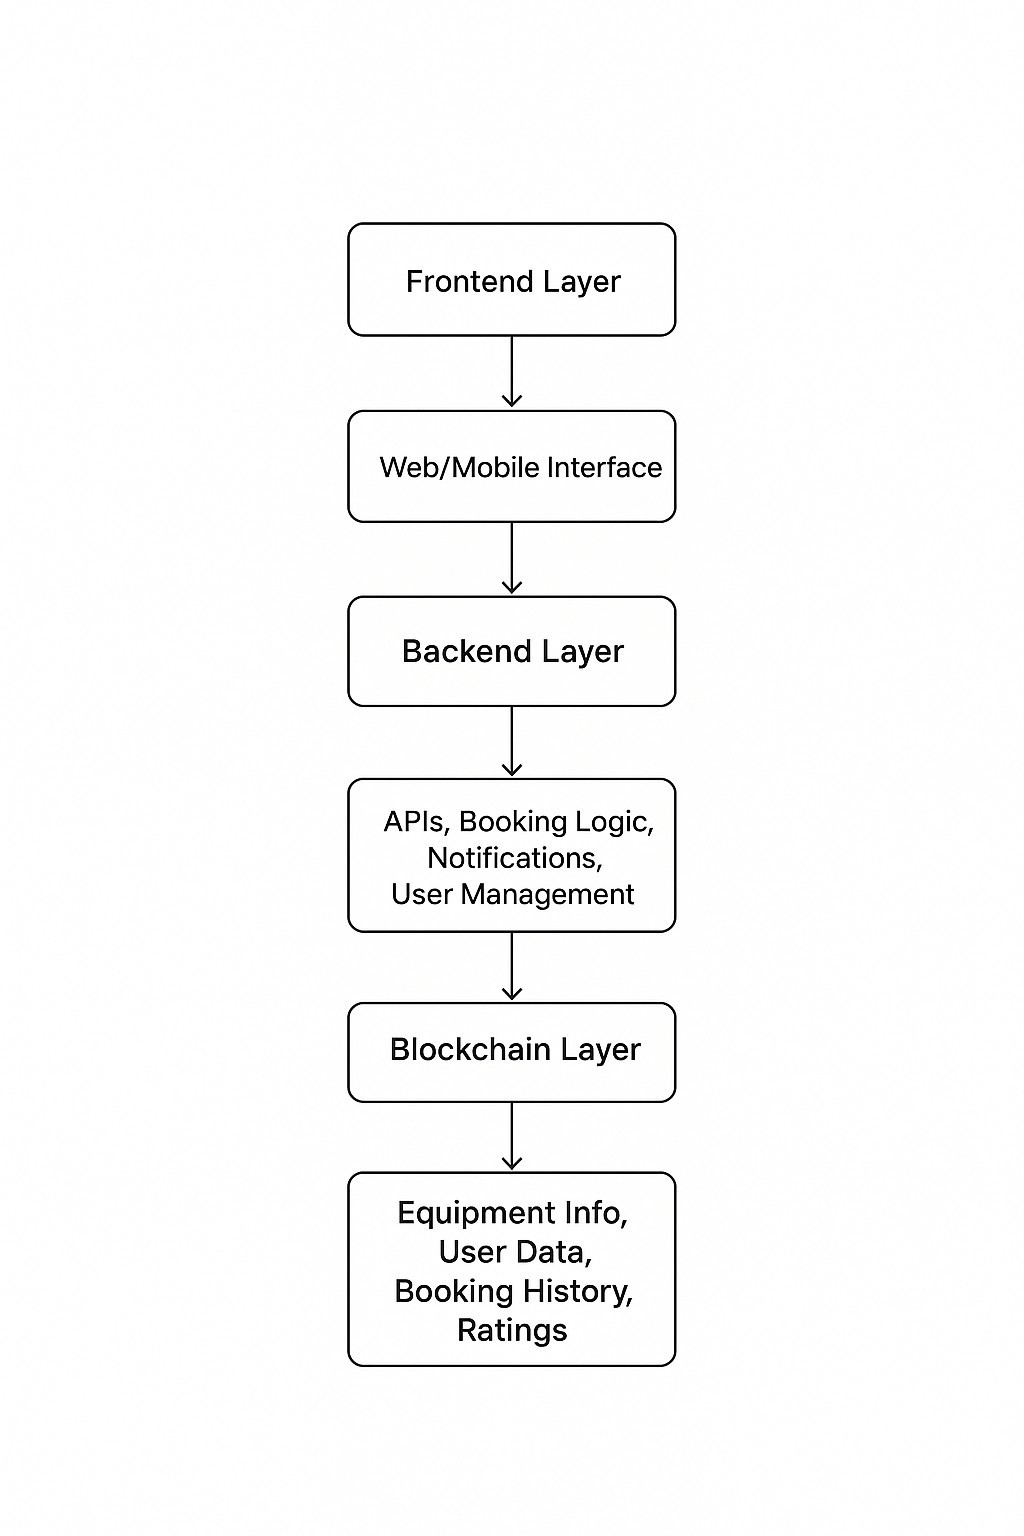 Frontend Layer
Web/Mobile Interface
Backend Layer
APIs, Booking Logic,
Notifications,
User Management
Blockchain Layer
Equipment Info,
User Data,
Booking History,
Ratings